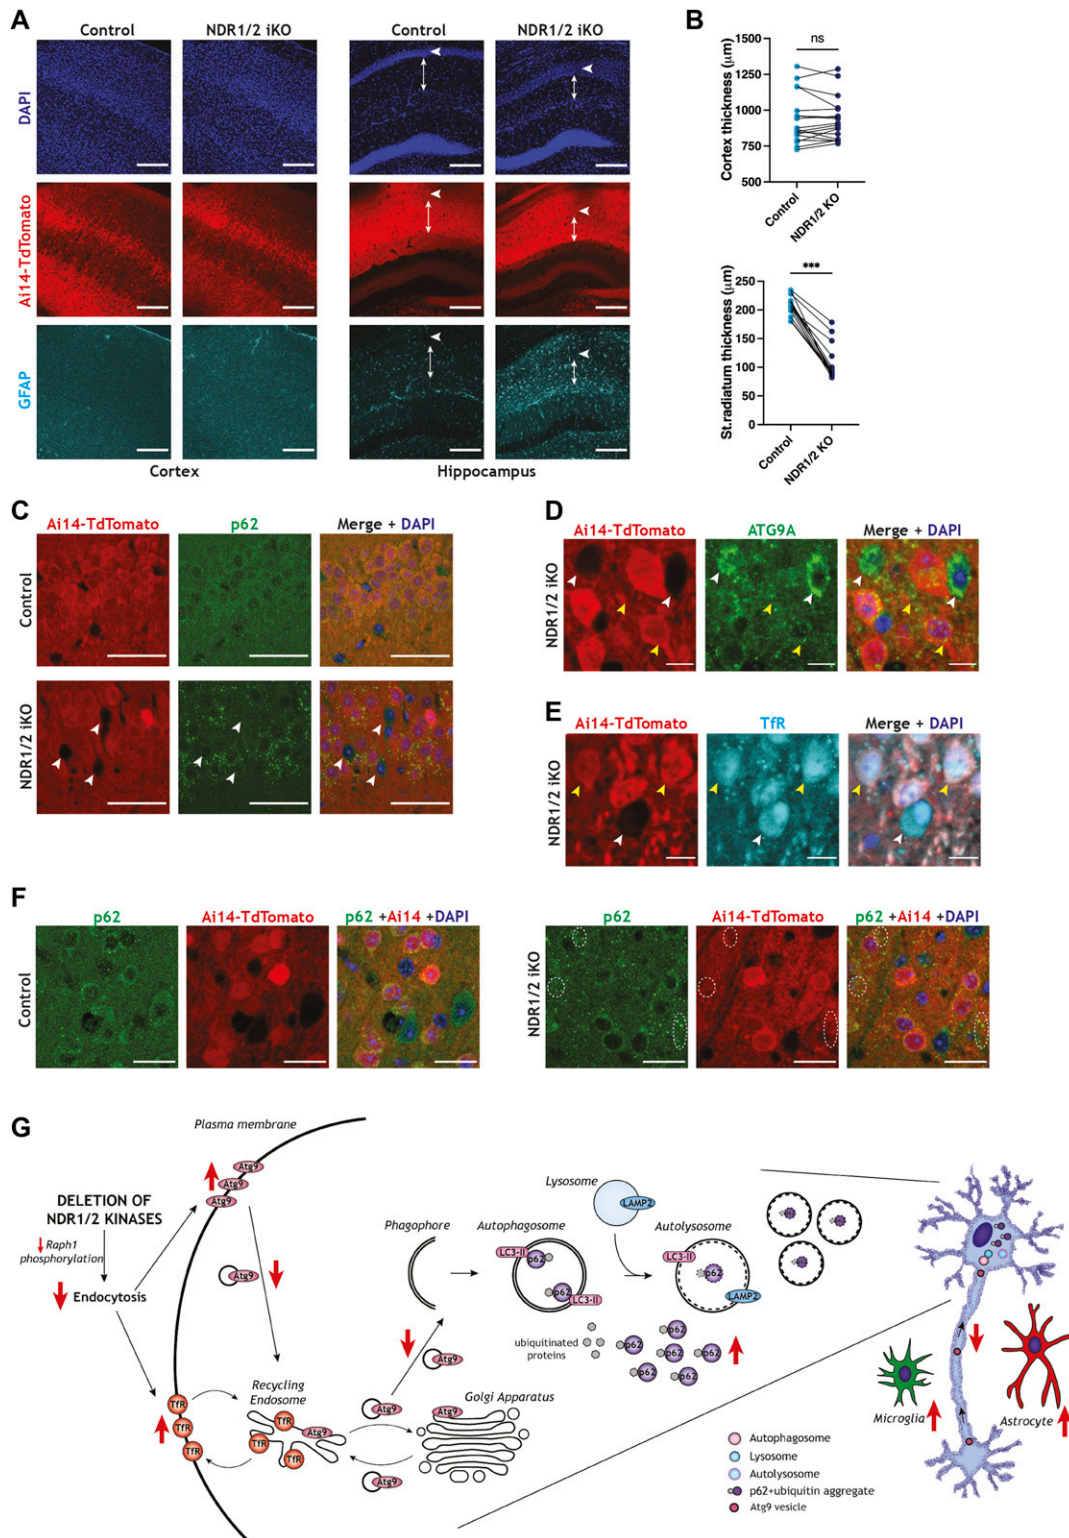 A
Control
NDR1/2 iKO
Control
NDR1/2 iKO
DAPI
Ai14-TdTomato
GFAP
Cortex
Hippocampus
B
ns
Cortex thickness (μm)
1500
1250
1000
750
500
Control
NDR1/2 KO
***
St.radiatum thickness (μm)
250
200
150
100
50
0
Control
NDR1/2 KO
C
Ai14-TdTomato
p62
Merge + DAPI
Control
NDR1/2 iKO
D
Ai14-TdTomato
ATG9A
Merge + DAPI
NDR1/2 iKO
E
Ai14-TdTomato
TfR
Merge + DAPI
NDR1/2 iKO
F
p62
Ai14-TdTomato
p62 +Ai14 +DAPI
Control
p62
Ai14-TdTomato
p62 +Ai14 +DAPI
NDR1/2 iKO
G
Plasma membrane
Atg9
Atg9
Atg9
DELETION OF
NDR1/2 KINASES
Raph1
phosphorylation
Endocytosis
Atg9
TfR
TfR
TfR
Recycling
Endosome
TfR
TfR
TfR
Atg9
Atg9
Atg9
Atg9
Golgi Apparatus
Atg9
Phagophore
Autophagosome
LC3-II
p62
p62
LC3-II
Lysosome
LAMP2
Autolysosome
LC3-II
p62
LAMP2
ubiquitinated
proteins
p62
p62
p62
p62
p62
p62
p62
Microglia
Astrocyte
Autophagosome
Lysosome
Autolysosome
p62+ubiquitin aggregate
Atg9 vesicle